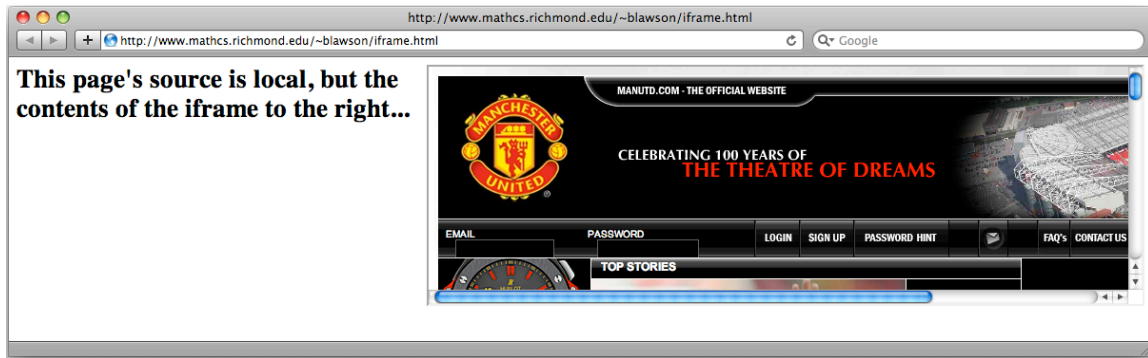 http://www.mathcs.richmond.edu/~blawson/iframe.html
http://www.mathcs.richmond.edu/~blawson/iframe.html
Google
This page's source is local, but the
contents of the iframe to the right...
MANUTD.COM - THE OFFICIAL WEBSITE
MANCHESTER
UNITED
®
CELEBRATING 100 YEARS OF
THE THEATRE OF DREAMS
EMAIL PASSWORD LOGIN SIGN UP PASSWORD HINT FAQ's CONTACT US
TOP STORIES
HUBLOT